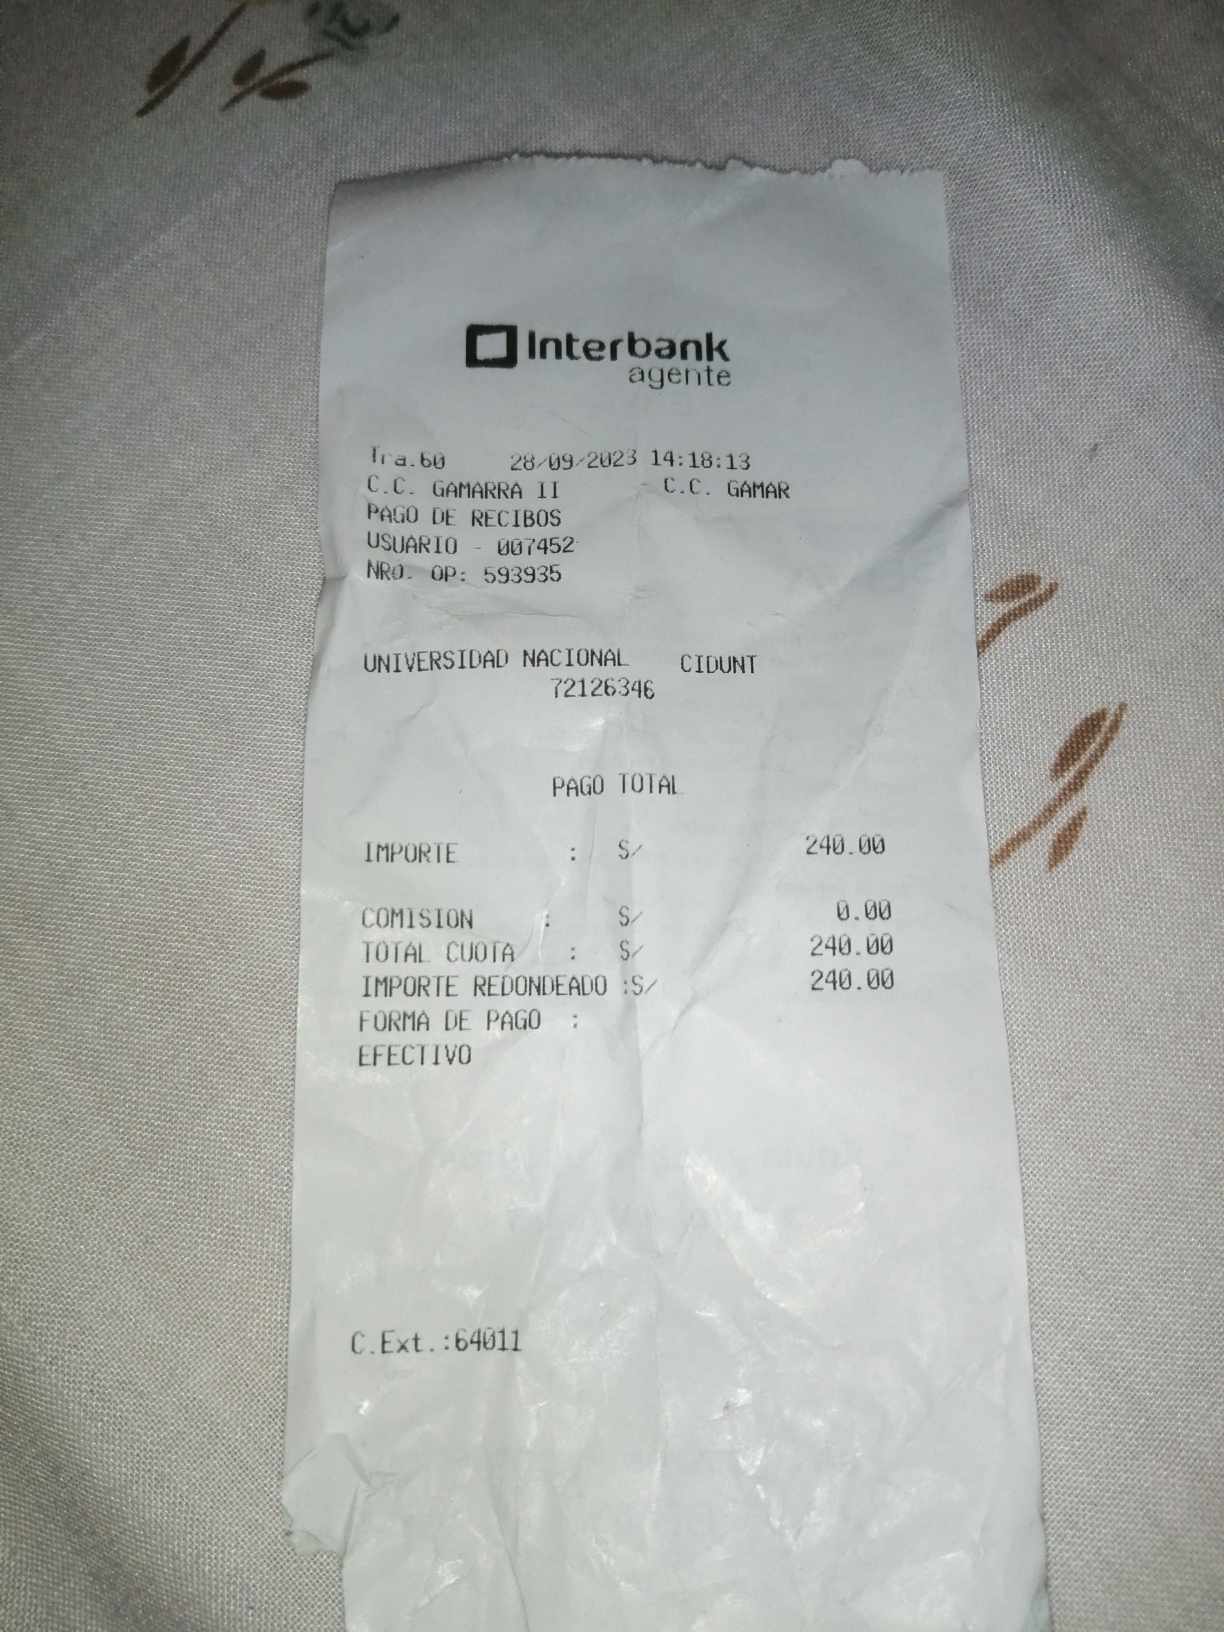 Interbank
agente
Tra.60 28/09/2023 14:18:13
C.C. GAMARRA II - C.C. GAMAR
PAGO DE RECIBOS
USUARIO - 007452
NRO. OP: 593935
UNIVERSIDAD NACIONAL CIDUNT
72126346
PAGO TOTAL
IMPORTE : S/ 240.00
COMISION : S/ 0.00
TOTAL CUOTA : S/ 240.00
IMPORTE REDONDEADO :S/ 240.00
FORMA DE PAGO :
EFECTIVO
C.Ext.:64011